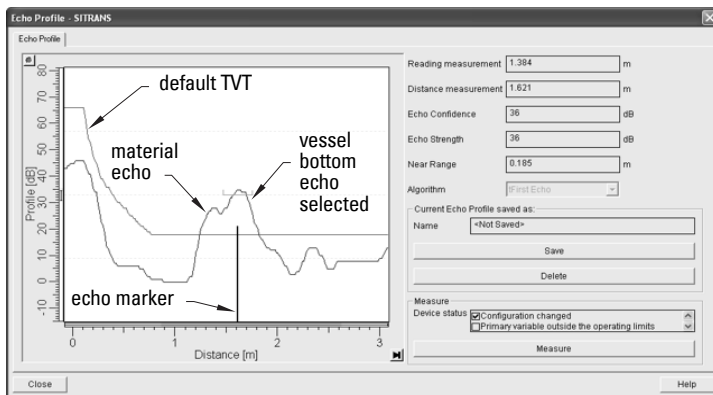 Echo Profile - SITRANS
Echo Profile
80
70
60
50
40
30
20
10
0
-10
Profile [dB]
default TVT
material
echo
vessel
bottom
echo
selected
echo marker
0
1
2
3
Distance [m]
Reading measurement 1.384 m
Distance measurement 1.621 m
Echo Confidence 36 dB
Echo Strength 36 dB
Near Range 0.185 m
Algorithm tFirst Echo
Current Echo Profile saved as:
Name <Not Saved>
Save
Delete
Measure
Device status Configuration changed
Primary variable outside the operating limits
Measure
Close
Help